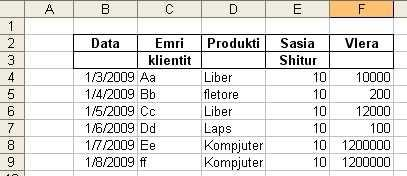 A B C D E F
1
2 Data Emri Produkti Sasia Vlera
3 klientit Shitur
4 1/3/2009 Aa Liber 10 10000
5 1/4/2009 Bb fletore 10 200
6 1/5/2009 Cc Liber 10 12000
7 1/6/2009 Dd Laps 10 100
8 1/7/2009 Ee Kompjuter 10 1200000
9 1/8/2009 ff Kompjuter 10 1200000